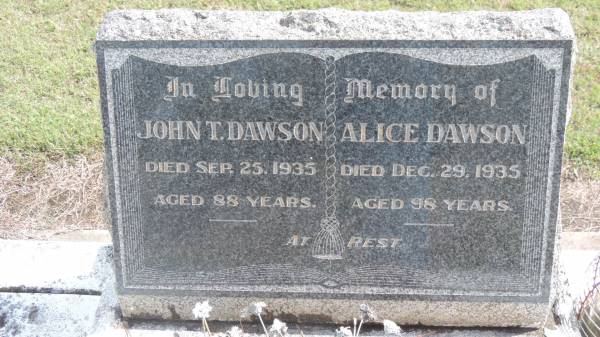 In Loving Memory of
JOHN T. DAWSON
DIED SEP. 25. 1935
AGED 88 YEARS.
ALICE DAWSON
DIED DEC. 29. 1935
AGED 98 YEARS.
AT REST